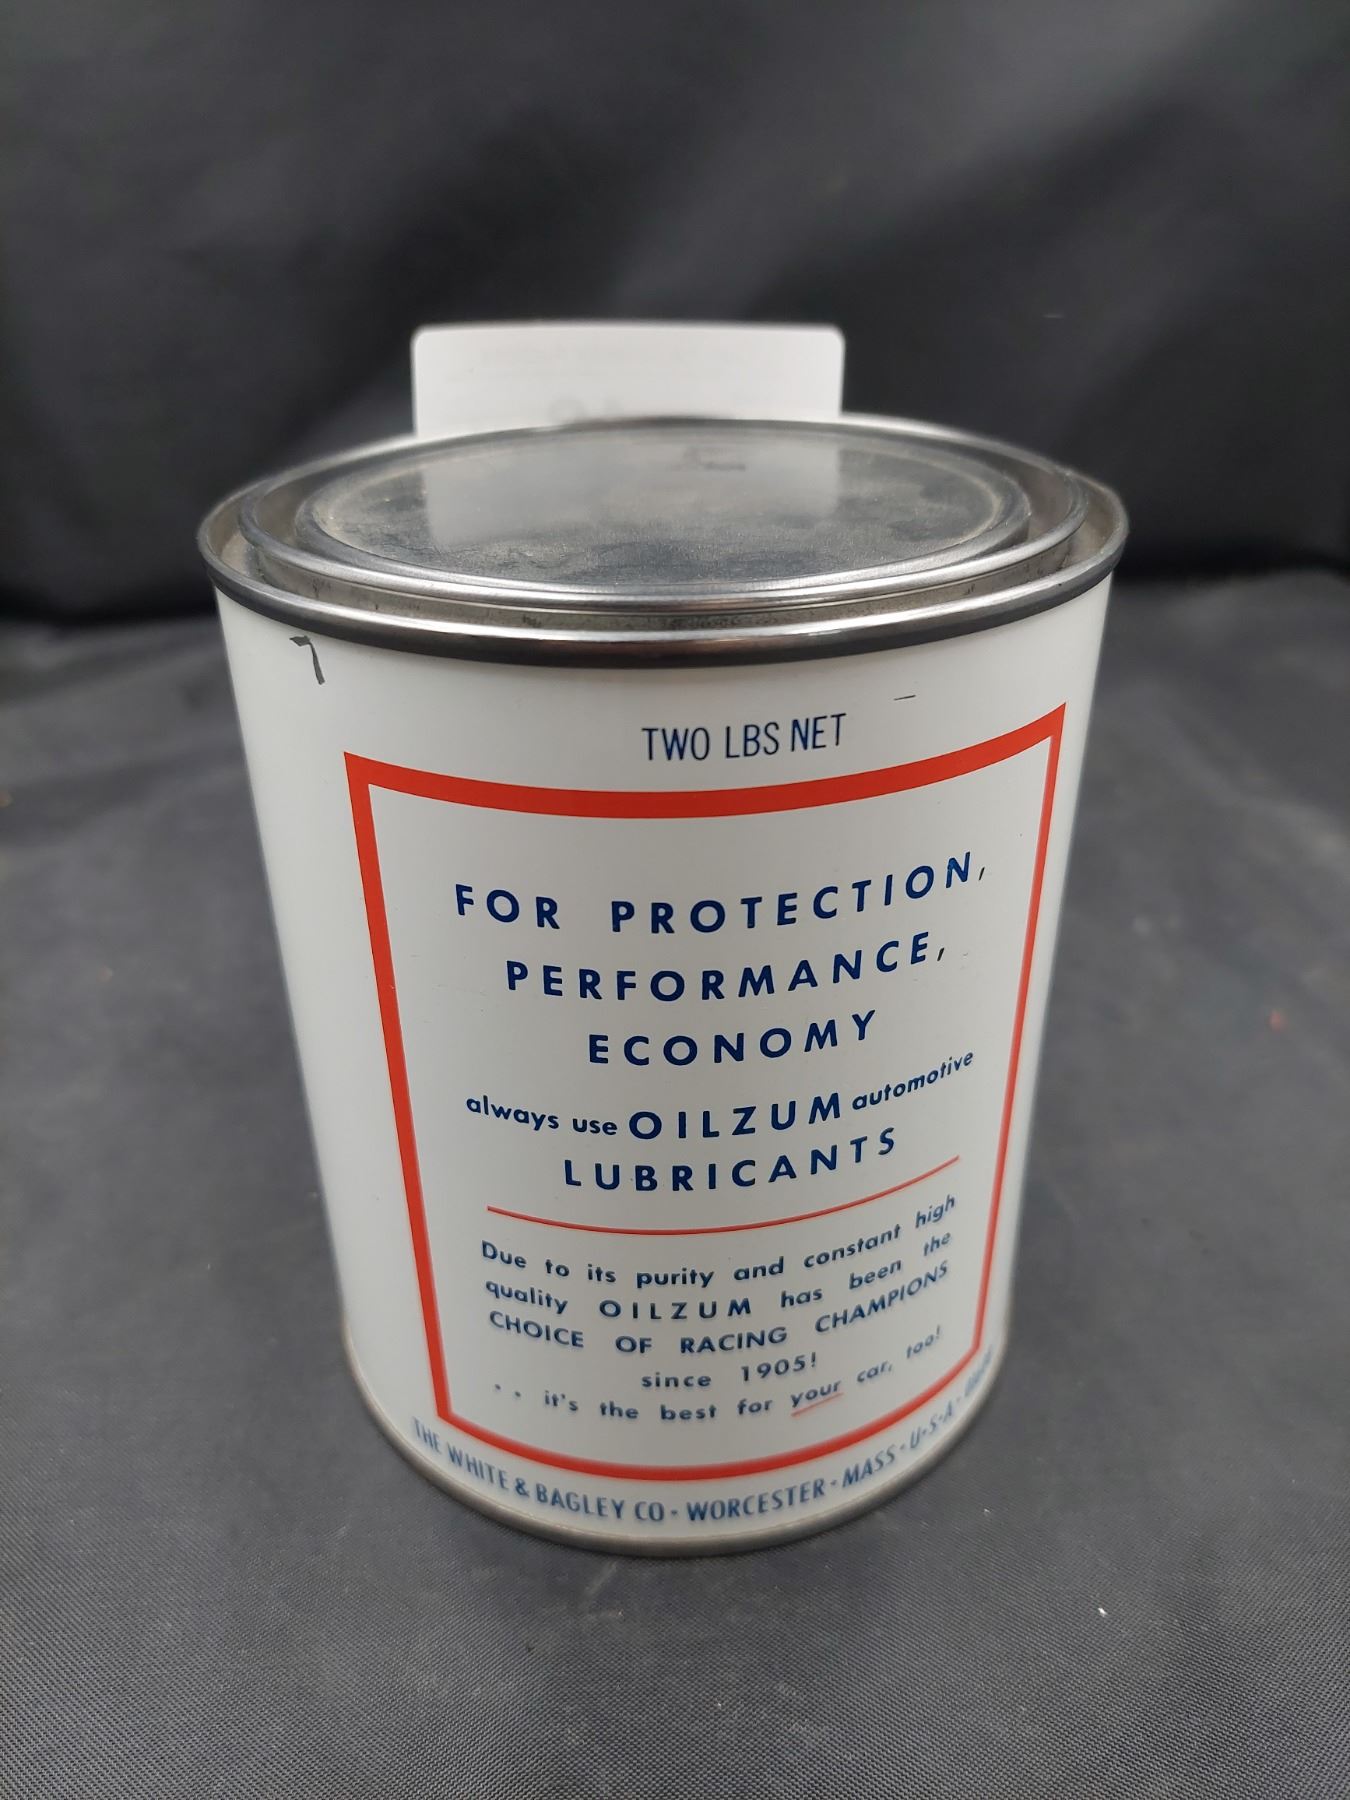 TWO LBS NET
FOR PROTECTION,
PERFORMANCE,
ECONOMY
always use OILZUM automotive
LUBRICANTS
Due to its purity and constant high
quality OILZUM has been the
CHOICE OF RACING CHAMPIONS
since 1905!
.. it's the best for your car, too!
THE WHITE & BAGLEY CO · WORCESTER · MASS · U·S·A ·